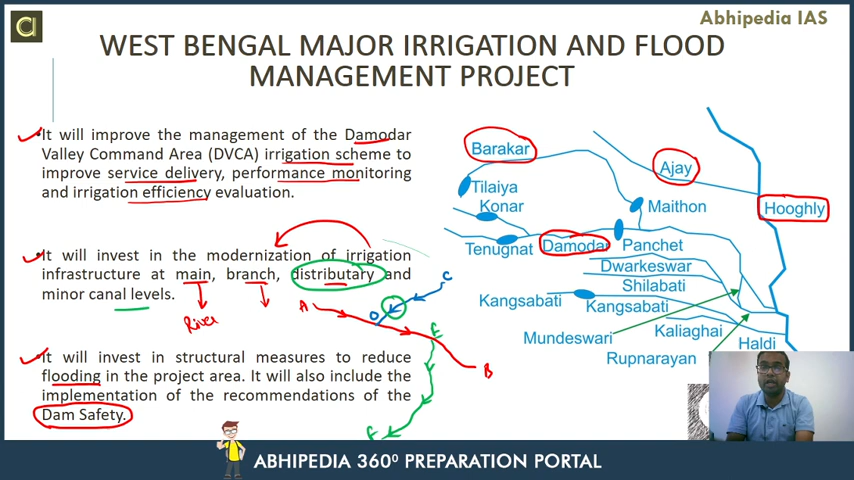 Abhipedia IAS
WEST BENGAL MAJOR IRRIGATION AND FLOOD
MANAGEMENT PROJECT
It will improve the management of the Damodar
Valley Command Area (DVCA) irrigation scheme to
improve service delivery, performance monitoring
and irrigation efficiency evaluation.
It will invest in the modernization of irrigation
infrastructure at main, branch, distributary and
minor canal levels.
River
A
D
C
E
B
F
It will invest in structural measures to reduce
flooding in the project area. It will also include the
implementation of the recommendations of the
Dam Safety.
Barakar
Ajay
Tilaiya
Konar
Maithon
Hooghly
Tenugnat
Damodar
Panchet
Dwarkeswar
Shilabati
Kangsabati
Kangsabati
Mundeswari
Kaliaghai
Haldi
Rupnarayan
ABHIPEDIA 360⁰ PREPARATION PORTAL